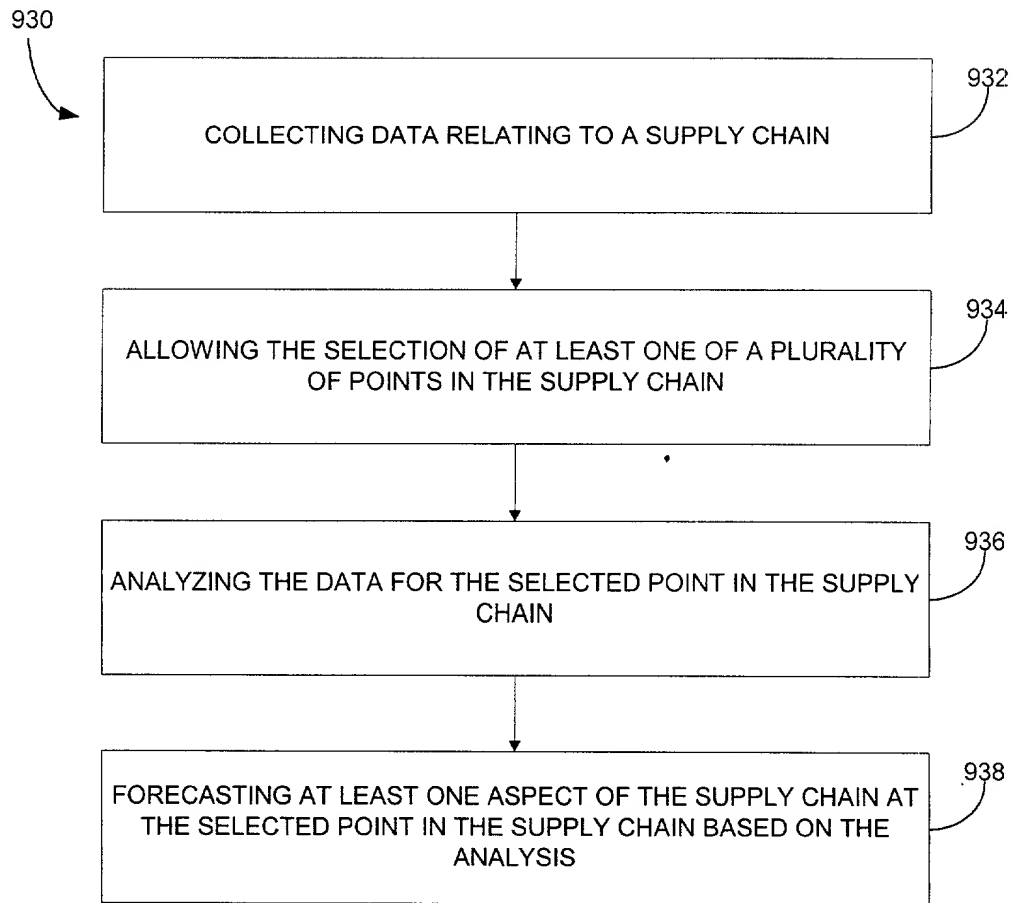 930
932
COLLECTING DATA RELATING TO A SUPPLY CHAIN
934
ALLOWING THE SELECTION OF AT LEAST ONE OF A PLURALITY
OF POINTS IN THE SUPPLY CHAIN
936
ANALYZING THE DATA FOR THE SELECTED POINT IN THE SUPPLY
CHAIN
938
FORECASTING AT LEAST ONE ASPECT OF THE SUPPLY CHAIN AT
THE SELECTED POINT IN THE SUPPLY CHAIN BASED ON THE
ANALYSIS